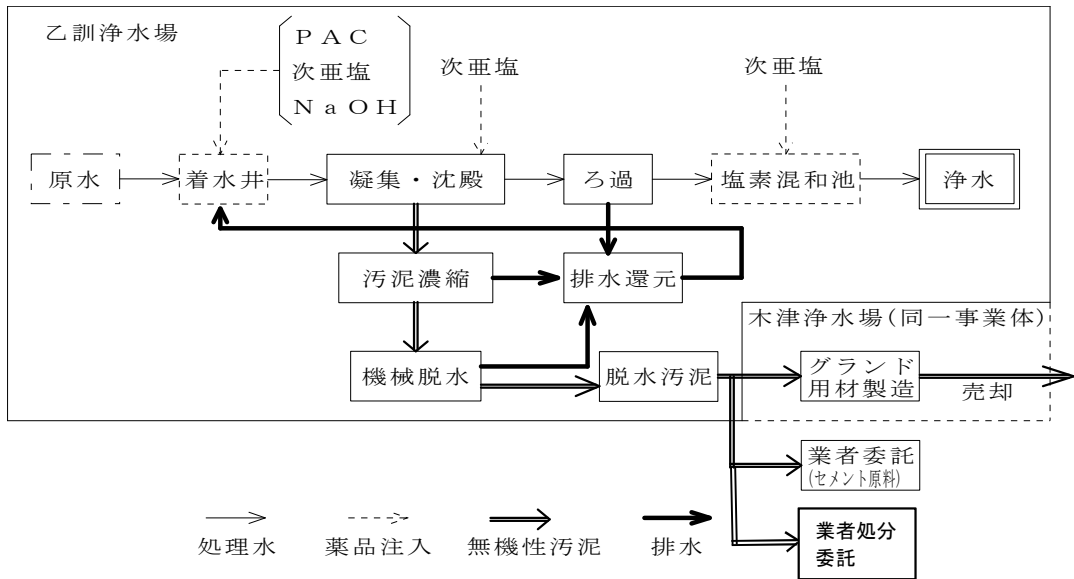 乙訓浄水場
PAC
次亜塩
NaOH
次亜塩
次亜塩
原水
着水井
凝集・沈殿
ろ過
塩素混和池
浄水
汚泥濃縮
排水還元
木津浄水場(同一事業体)
機械脱水
脱水汚泥
グランド
用材製造
売却
業者委託
(セメント原料)
業者処分
委託
処理水
薬品注入
無機性汚泥
排水